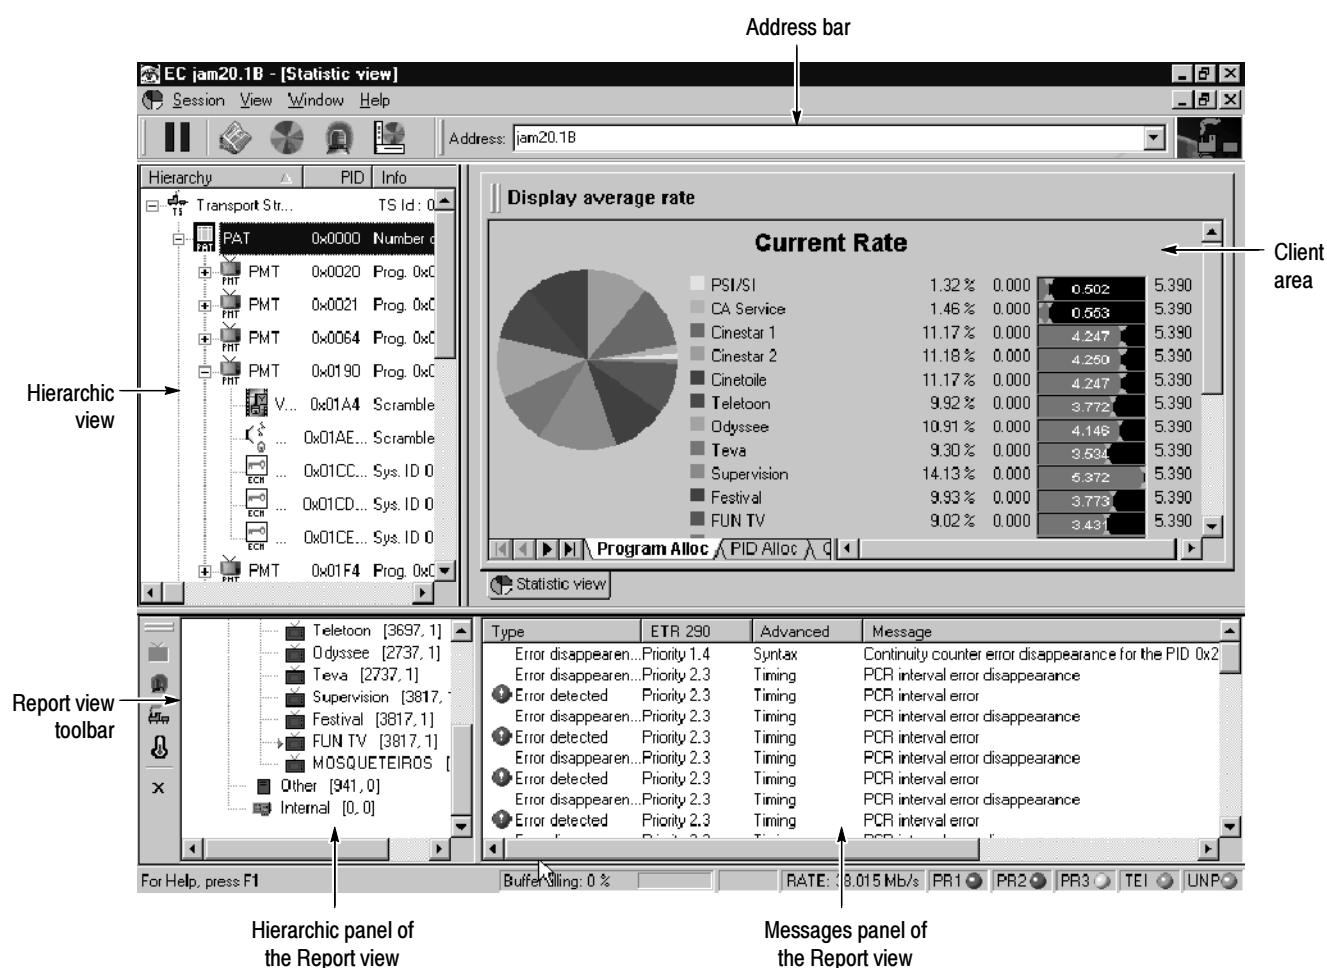 Address bar
EC jam20.1B - [Statistic view]
Session View Window Help
Address: jam20.1B
Hierarchy PID Info
Transport Str... TS Id : 0
PAT 0x0000 Number o
PMT 0x0020 Prog. 0x0
PMT 0x0021 Prog. 0x0
PMT 0x0064 Prog. 0x0
PMT 0x0190 Prog. 0x0
V... 0x01A4 Scramble
... 0x01AE... Scramble
ECM ... 0x01CC... Sys. ID 0
ECM ... 0x01CD... Sys. ID 0
ECM ... 0x01CE... Sys. ID 0
PMT 0x01F4 Prog. 0x0
Hierarchic
view
Display average rate
Current Rate
PSI/SI 1.32 % 0.000 0.502 5.390
CA Service 1.46 % 0.000 0.553 5.390
Cinestar 1 11.17 % 0.000 4.247 5.390
Cinestar 2 11.18 % 0.000 4.250 5.390
Cinetoile 11.17 % 0.000 4.247 5.390
Teletoon 9.92 % 0.000 3.772 5.390
Odyssee 10.91 % 0.000 4.146 5.390
Teva 9.30 % 0.000 3.534 5.390
Supervision 14.13 % 0.000 5.372 5.390
Festival 9.93 % 0.000 3.773 5.390
FUN TV 9.02 % 0.000 3.431 5.390
Program Alloc PID Alloc
Statistic view
Client
area
Teletoon [3697, 1]
Odyssee [2737, 1]
Teva [2737, 1]
Supervision [3817,
Festival [3817, 1]
FUN TV [3817, 1]
MOSQUETEIROS [
Other [941, 0]
Internal [0, 0]
Report view
toolbar
Type ETR 290 Advanced Message
Error disappearen... Priority 1.4 Syntax Continuity counter error disappearance for the PID 0x2
Error disappearen... Priority 2.3 Timing PCR interval error disappearance
Error detected Priority 2.3 Timing PCR interval error
Error disappearen... Priority 2.3 Timing PCR interval error disappearance
Error detected Priority 2.3 Timing PCR interval error
Error disappearen... Priority 2.3 Timing PCR interval error disappearance
Error detected Priority 2.3 Timing PCR interval error
Error disappearen... Priority 2.3 Timing PCR interval error disappearance
Error detected Priority 2.3 Timing PCR interval error
For Help, press F1
Buffer filling: 0 % RATE: 38.015 Mb/s PR1 PR2 PR3 TEI UNP
Hierarchic panel of
the Report view
Messages panel of
the Report view